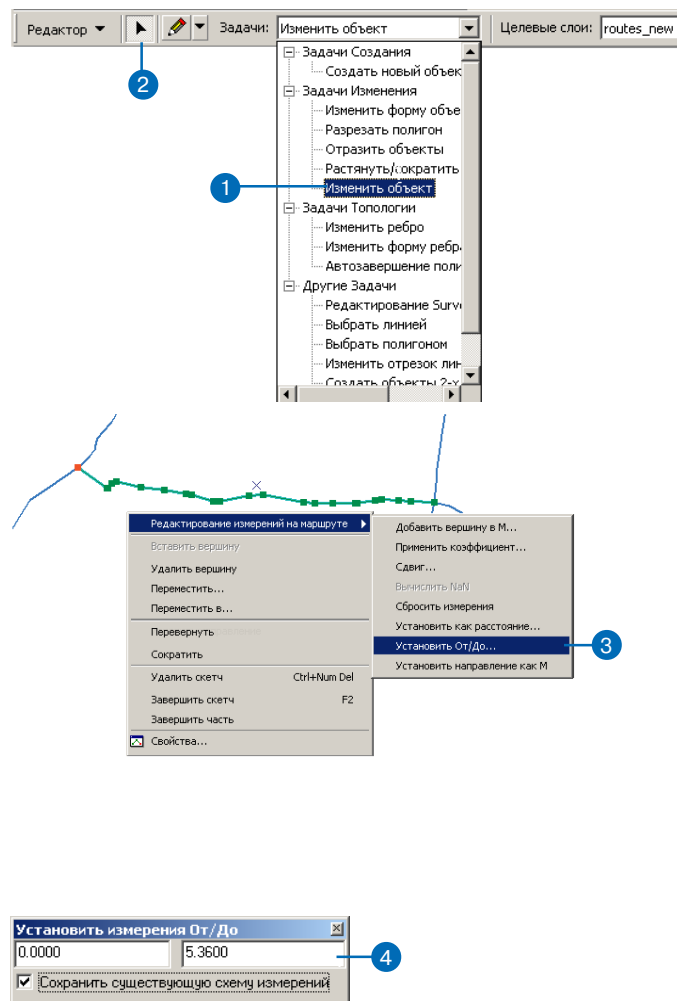 Редактор Задачи: Изменить объект Целевые слои: routes_new
2
Задачи Создания
Создать новый объек
Задачи Изменения
Изменить форму объе
Разрезать полигон
Отразить объекты
Растянуть/сократить
1 Изменить объект
Задачи Топологии
Изменить ребро
Изменить форму ребра
Автозавершение поли
Другие Задачи
Редактирование Surve
Выбрать линией
Выбрать полигоном
Изменить отрезок лин
Создать объекты 2-х
Редактирование измерений на маршруте
Вставить вершину
Удалить вершину
Переместить...
Переместить в...
Перевернуть
Сократить
Удалить скетч Ctrl+Num Del
Завершить скетч F2
Завершить часть
Свойства...
Добавить вершину в М...
Применить коэффициент...
Сдвиг...
Вычислить NaN
Сбросить измерения
Установить как расстояние...
Установить От/До... 3
Установить направление как М
Установить измерения От/До
0.0000 5.3600 4
Сохранить существующую схему измерений